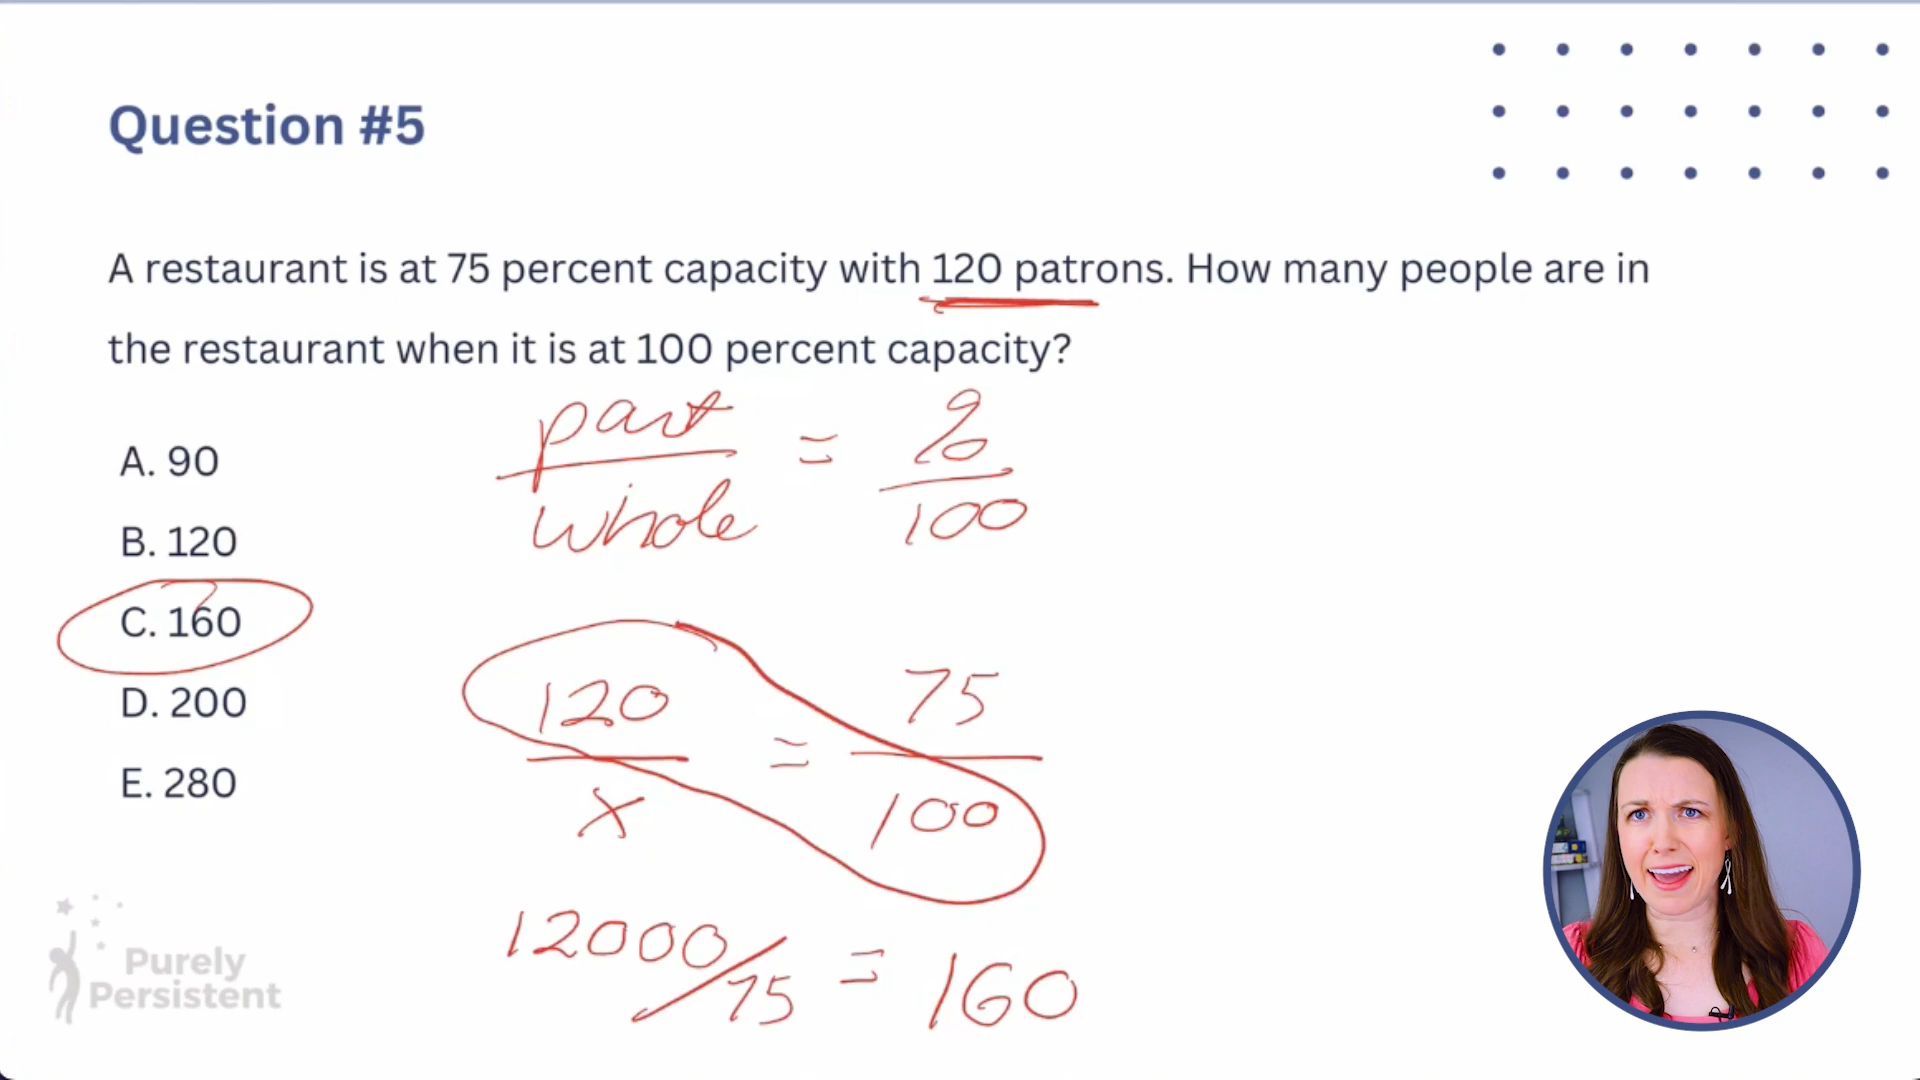 Question #5
A restaurant is at 75 percent capacity with 120 patrons. How many people are in
the restaurant when it is at 100 percent capacity?
A. 90
B. 120
C. 160
D. 200
E. 280
part = %
whole 100
120 = 75
x 100
12000/75 = 160
Purely
Persistent